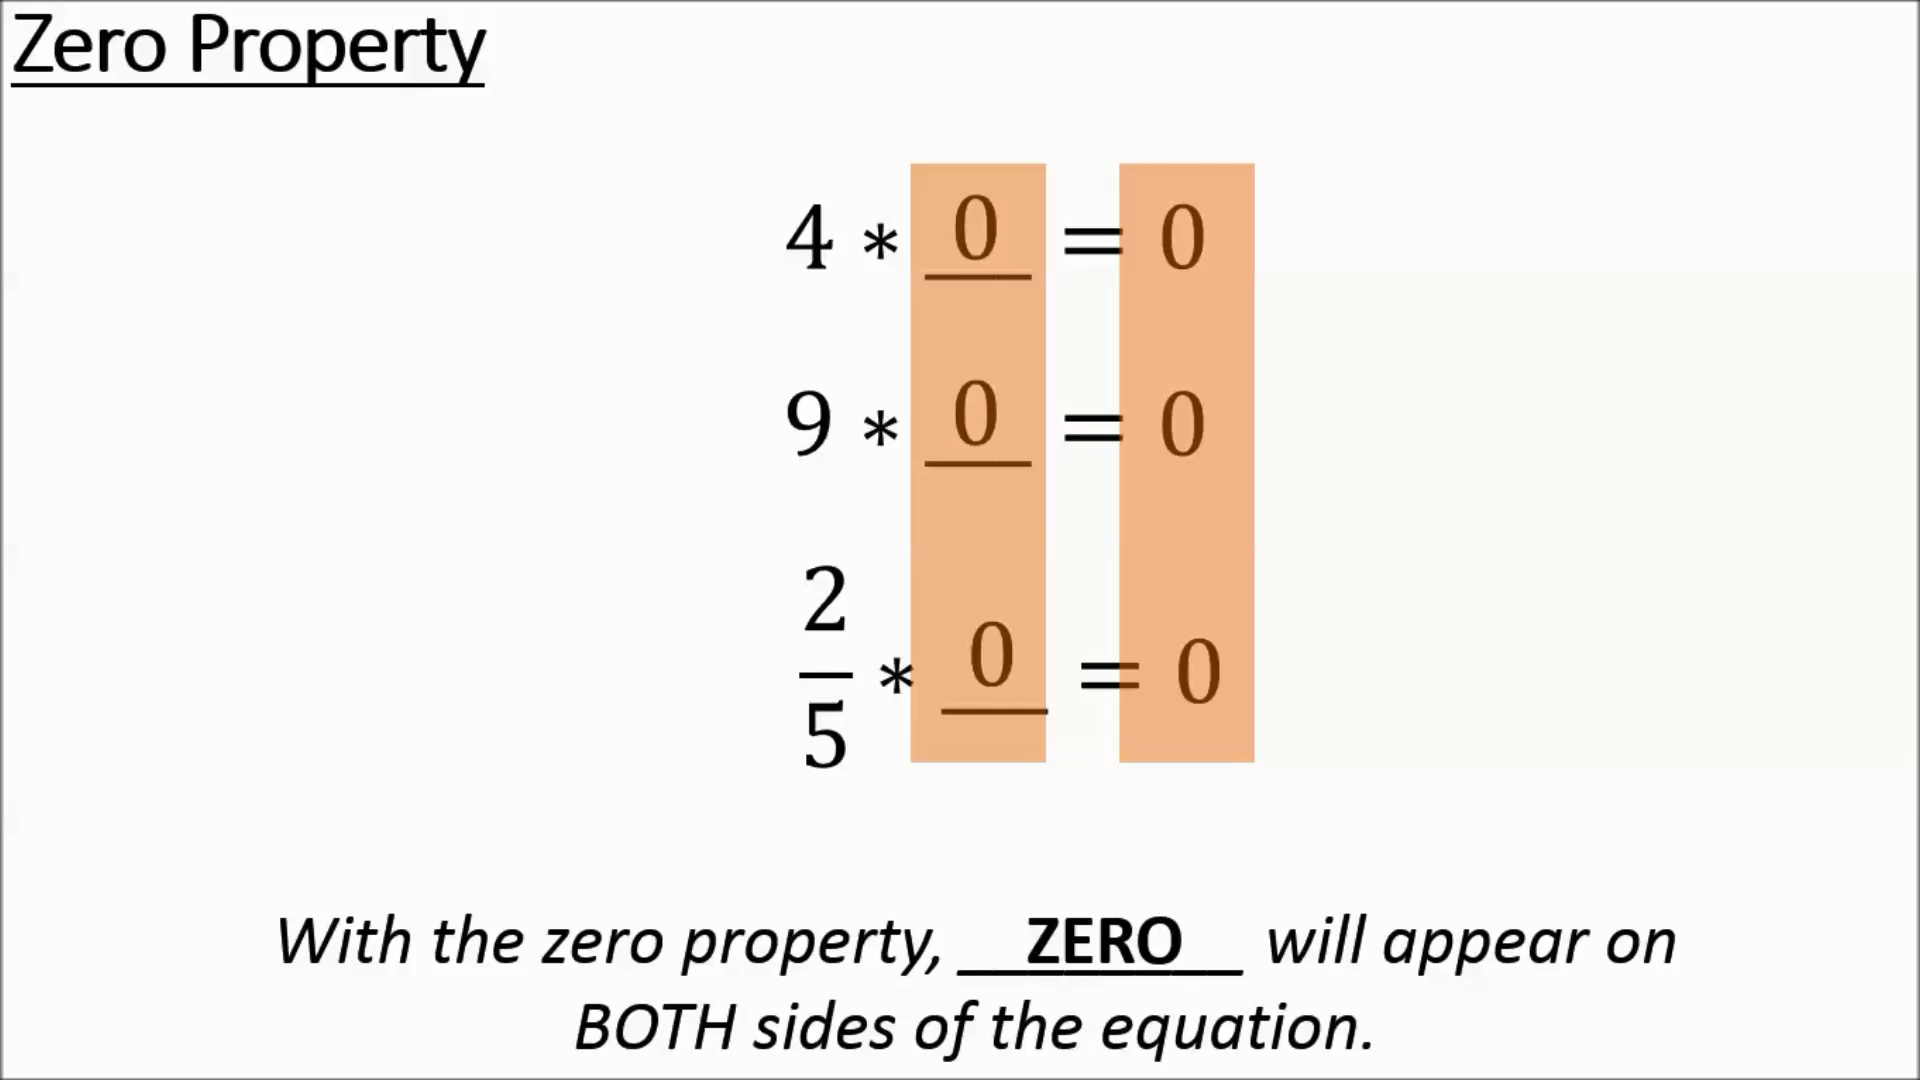 Zero Property
4 * 0 = 0
9 * 0 = 0
2/5 * 0 = 0
With the zero property, ZERO will appear on
BOTH sides of the equation.